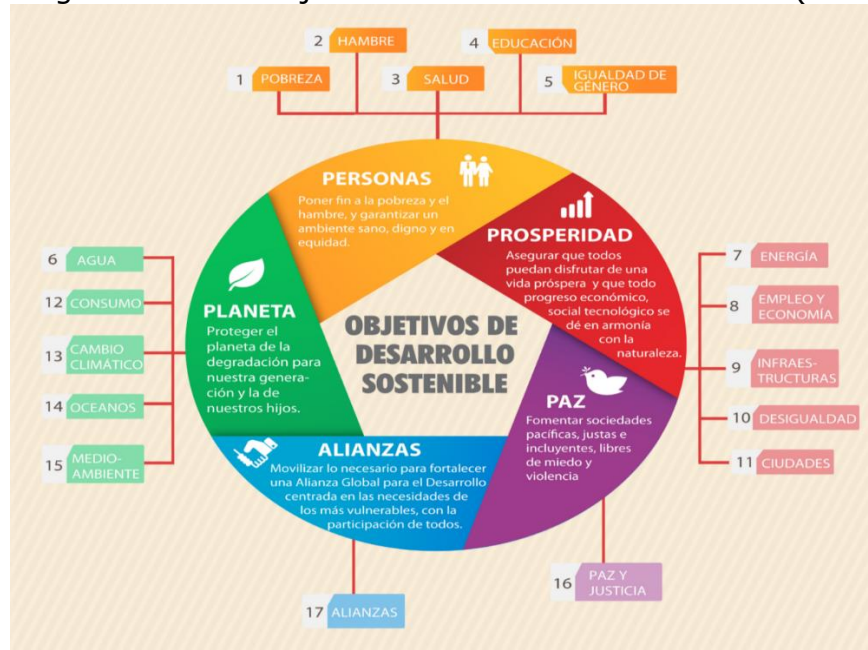 2 HAMBRE
4 EDUCACIÓN
1 POBREZA
3 SALUD
5 IGUALDAD DE
GÉNERO
PERSONAS
Poner fin a la pobreza y el
hambre, y garantizar un
ambiente sano, digno y en
equidad.
PROSPERIDAD
Asegurar que todos
puedan disfrutar de una
vida próspera y que todo
progreso económico,
social tecnológico se
dé en armonía
con la
naturaleza.
6 AGUA
12 CONSUMO
13 CAMBIO
CLIMÁTICO
14 OCEANOS
15 MEDIO-
AMBIENTE
PLANETA
Proteger el
planeta de la
degradación para
nuestra genera-
ción y la de
nuestros hijos.
OBJETIVOS DE
DESARROLLO
SOSTENIBLE
7 ENERGÍA
8 EMPLEO Y
ECONOMÍA
9 INFRAES-
TRUCTURAS
10 DESIGUALDAD
11 CIUDADES
PAZ
Fomentar sociedades
pacíficas, justas e
incluyentes, libres
de miedo y
violencia
ALIANZAS
Movilizar lo necesario para fortalecer
una Alianza Global para el Desarrollo
centrada en las necesidades de
los más vulnerables, con la
participación de todos.
16 PAZ Y
JUSTICIA
17 ALIANZAS